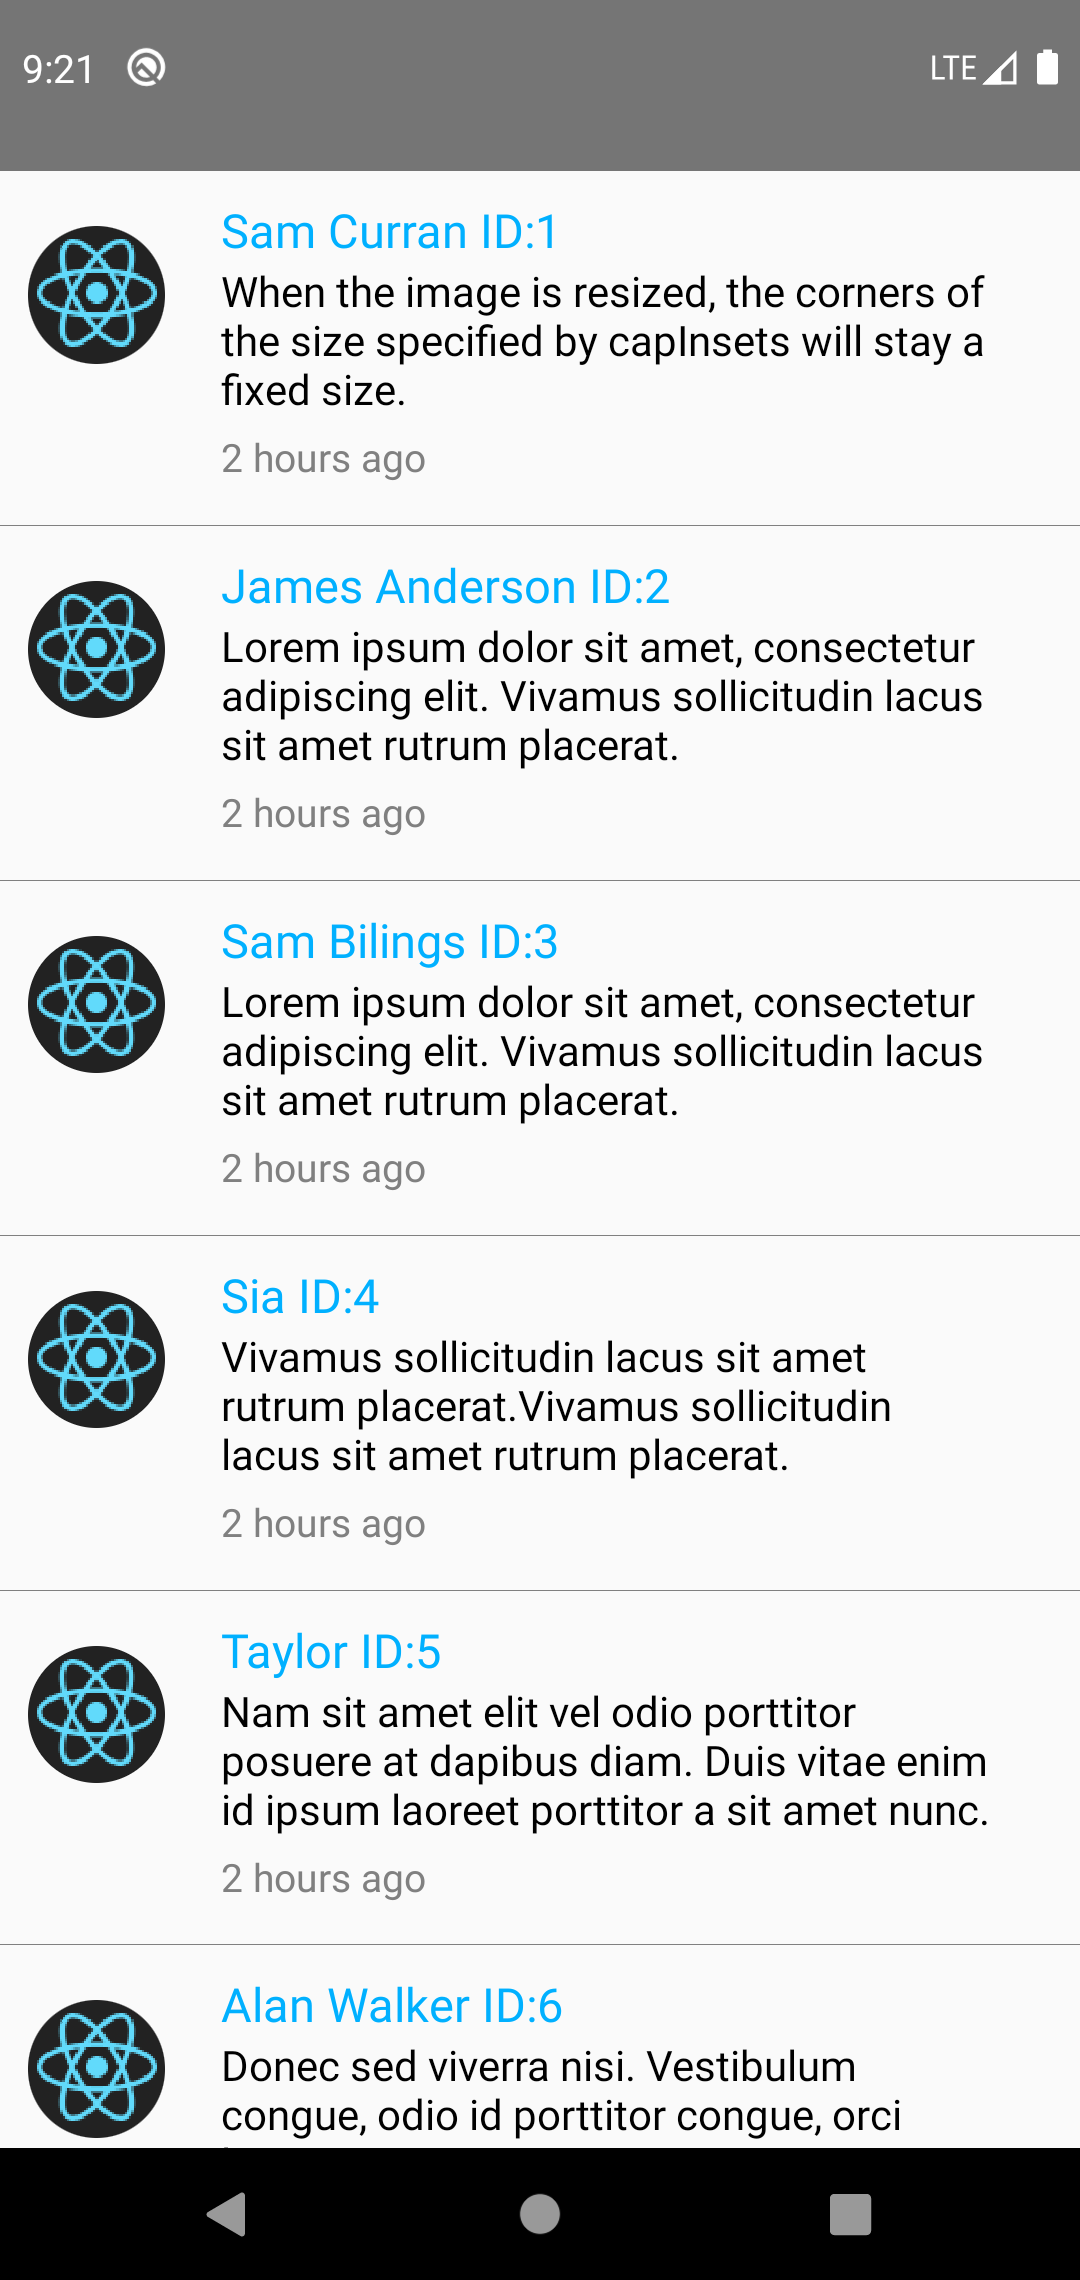 9:21
LTE
Sam Curran ID:1
When the image is resized, the corners of
the size specified by capInsets will stay a
fixed size.
2 hours ago
James Anderson ID:2
Lorem ipsum dolor sit amet, consectetur
adipiscing elit. Vivamus sollicitudin lacus
sit amet rutrum placerat.
2 hours ago
Sam Bilings ID:3
Lorem ipsum dolor sit amet, consectetur
adipiscing elit. Vivamus sollicitudin lacus
sit amet rutrum placerat.
2 hours ago
Sia ID:4
Vivamus sollicitudin lacus sit amet
rutrum placerat.Vivamus sollicitudin
lacus sit amet rutrum placerat.
2 hours ago
Taylor ID:5
Nam sit amet elit vel odio porttitor
posuere at dapibus diam. Duis vitae enim
id ipsum laoreet porttitor a sit amet nunc.
2 hours ago
Alan Walker ID:6
Donec sed viverra nisi. Vestibulum
congue, odio id porttitor congue, orci